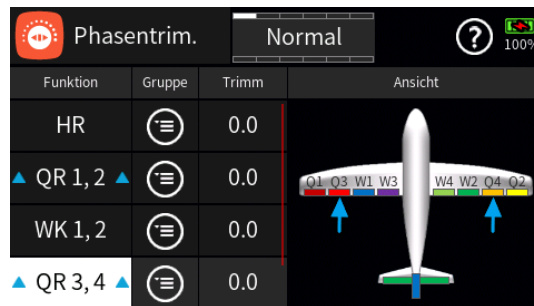 Phasentrim. Normal ? 100%
Funktion Gruppe Trimm Ansicht
HR 0.0
QR 1, 2 0.0
WK 1, 2 0.0
QR 3, 4 0.0
Q1 Q3 W1 W3 W4 W2 Q4 Q2